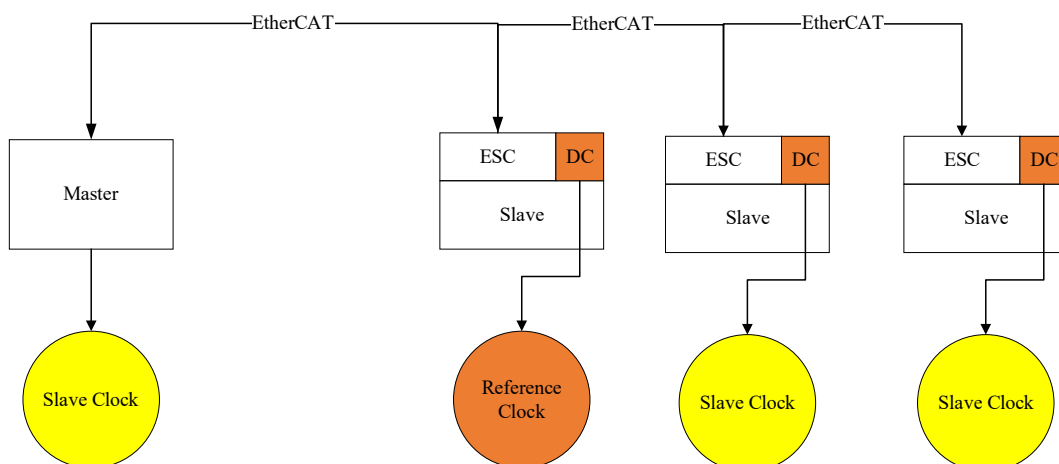 EtherCAT
EtherCAT
EtherCAT
Master
ESC
DC
Slave
ESC
DC
Slave
ESC
DC
Slave
Slave Clock
Reference
Clock
Slave Clock
Slave Clock